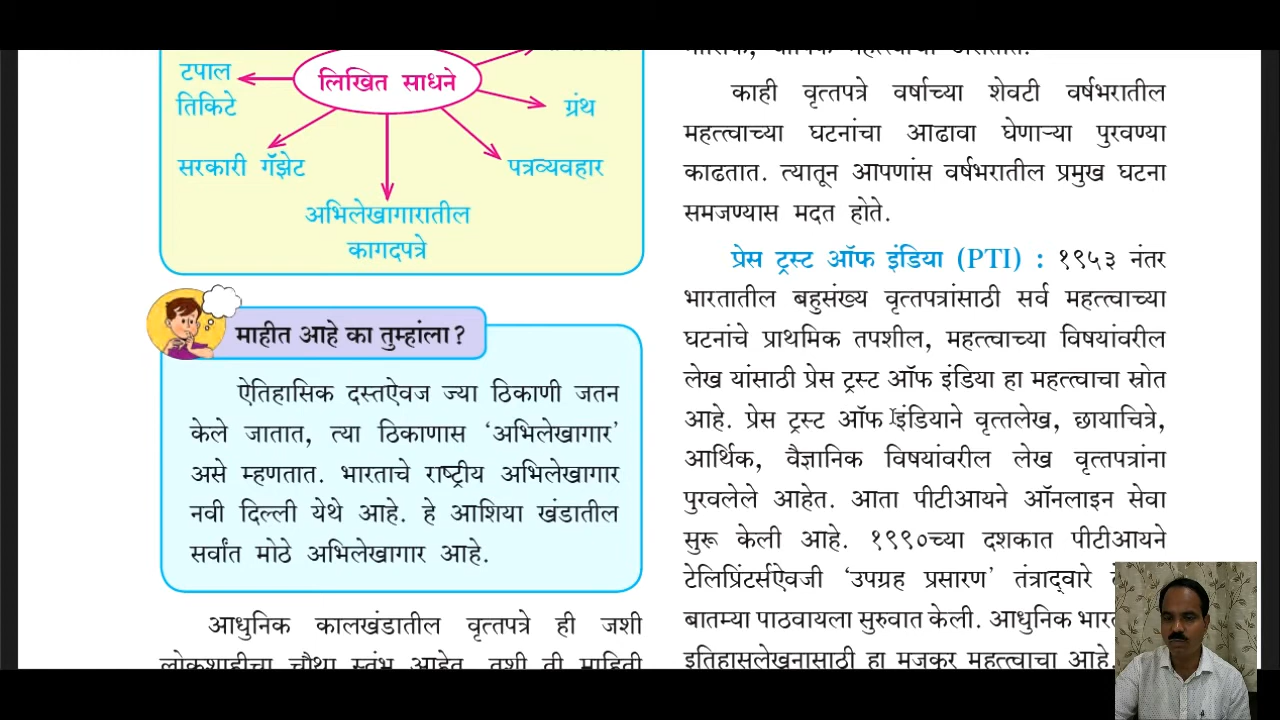 टपाल
तिकिटे
लिखित साधने
ग्रंथ
सरकारी गॅझेट
पत्रव्यवहार
अभिलेखागारातील
कागदपत्रे
माहीत आहे का तुम्हांला?
ऐतिहासिक दस्तऐवज ज्या ठिकाणी जतन
केले जातात, त्या ठिकाणास ‘अभिलेखागार’
असे म्हणतात. भारताचे राष्ट्रीय अभिलेखागार
नवी दिल्ली येथे आहे. हे आशिया खंडातील
सर्वांत मोठे अभिलेखागार आहे.
आधुनिक कालखंडातील वृत्तपत्रे ही जशी
लोकशाहीचा चौथा स्तंभ आहेत, तशी ती माहिती
काही वृत्तपत्रे वर्षाच्या शेवटी वर्षभरातील
महत्त्वाच्या घटनांचा आढावा घेणाऱ्या पुरवण्या
काढतात. त्यातून आपणांस वर्षभरातील प्रमुख घटना
समजण्यास मदत होते.
प्रेस ट्रस्ट ऑफ इंडिया (PTI) : १९५३ नंतर
भारतातील बहुसंख्य वृत्तपत्रांसाठी सर्व महत्त्वाच्या
घटनांचे प्राथमिक तपशील, महत्त्वाच्या विषयांवरील
लेख यांसाठी प्रेस ट्रस्ट ऑफ इंडिया हा महत्त्वाचा स्रोत
आहे. प्रेस ट्रस्ट ऑफ इंडियाने वृत्तलेख, छायाचित्रे,
आर्थिक, वैज्ञानिक विषयांवरील लेख वृत्तपत्रांना
पुरवलेले आहेत. आता पीटीआयने ऑनलाइन सेवा
सुरू केली आहे. १९९०च्या दशकात पीटीआयने
टेलिप्रिंटर्सऐवजी ‘उपग्रह प्रसारण’ तंत्राद्वारे
बातम्या पाठवायला सुरुवात केली. आधुनिक
इतिहासलेखनासाठी हा मजकूर महत्त्वाचा आहे.